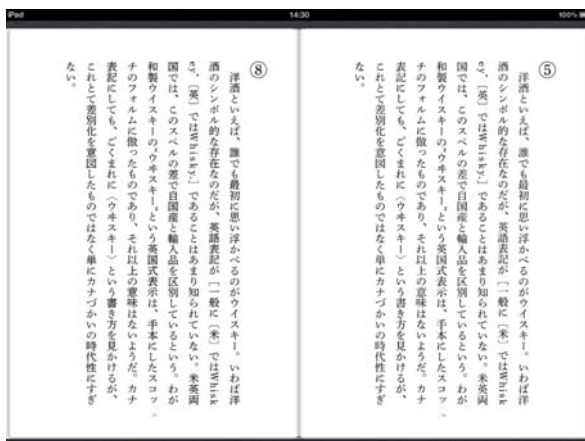 iPad 14:30 100%
⑤
洋酒といえば、誰でも最初に思い浮かべるのがウイスキー。いわば洋
酒のシンボル的な存在なのだが、英語表記が［一般に〔米〕ではWhisk
ey,〔英〕ではWhisky,］であることはあまり知られていない。米英両
国では、このスペルの差で自国産と輸入品を区別しているという。わが
和製ウイスキーの〝ウヰスキー〟という英国式表示は、手本にしたスコッ
チのフォルムに倣ったものであり、それ以上の意味はないようだ。カナ
表記にしても、ごくまれに〈ウヰスキー〉という書き方を見かけるが、
これとて差別化を意図したものではなく単にカナづかいの時代性にすぎ
ない。
⑧
洋酒といえば、誰でも最初に思い浮かべるのがウイスキー。いわば洋
酒のシンボル的な存在なのだが、英語表記が［一般に〔米〕ではWhisk
ey,〔英〕ではWhisky,］であることはあまり知られていない。米英両
国では、このスペルの差で自国産と輸入品を区別しているという。わが
和製ウイスキーの〝ウヰスキー〟という英国式表示は、手本にしたスコッ
チのフォルムに倣ったものであり、それ以上の意味はないようだ。カナ
表記にしても、ごくまれに〈ウヰスキー〉という書き方を見かけるが、
これとて差別化を意図したものではなく単にカナづかいの時代性にすぎ
ない。